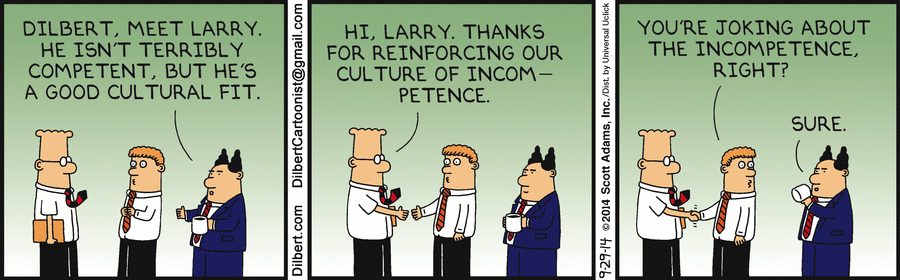 DILBERT, MEET LARRY.
HE ISN'T TERRIBLY
COMPETENT, BUT HE'S
A GOOD CULTURAL FIT.
Dilbert.com DilbertCartoonist@gmail.com
HI, LARRY. THANKS
FOR REINFORCING OUR
CULTURE OF INCOM–
PETENCE.
9-29-14 ©2014 Scott Adams, Inc. /Dist. by Universal Uclick
YOU'RE JOKING ABOUT
THE INCOMPETENCE,
RIGHT?
SURE.